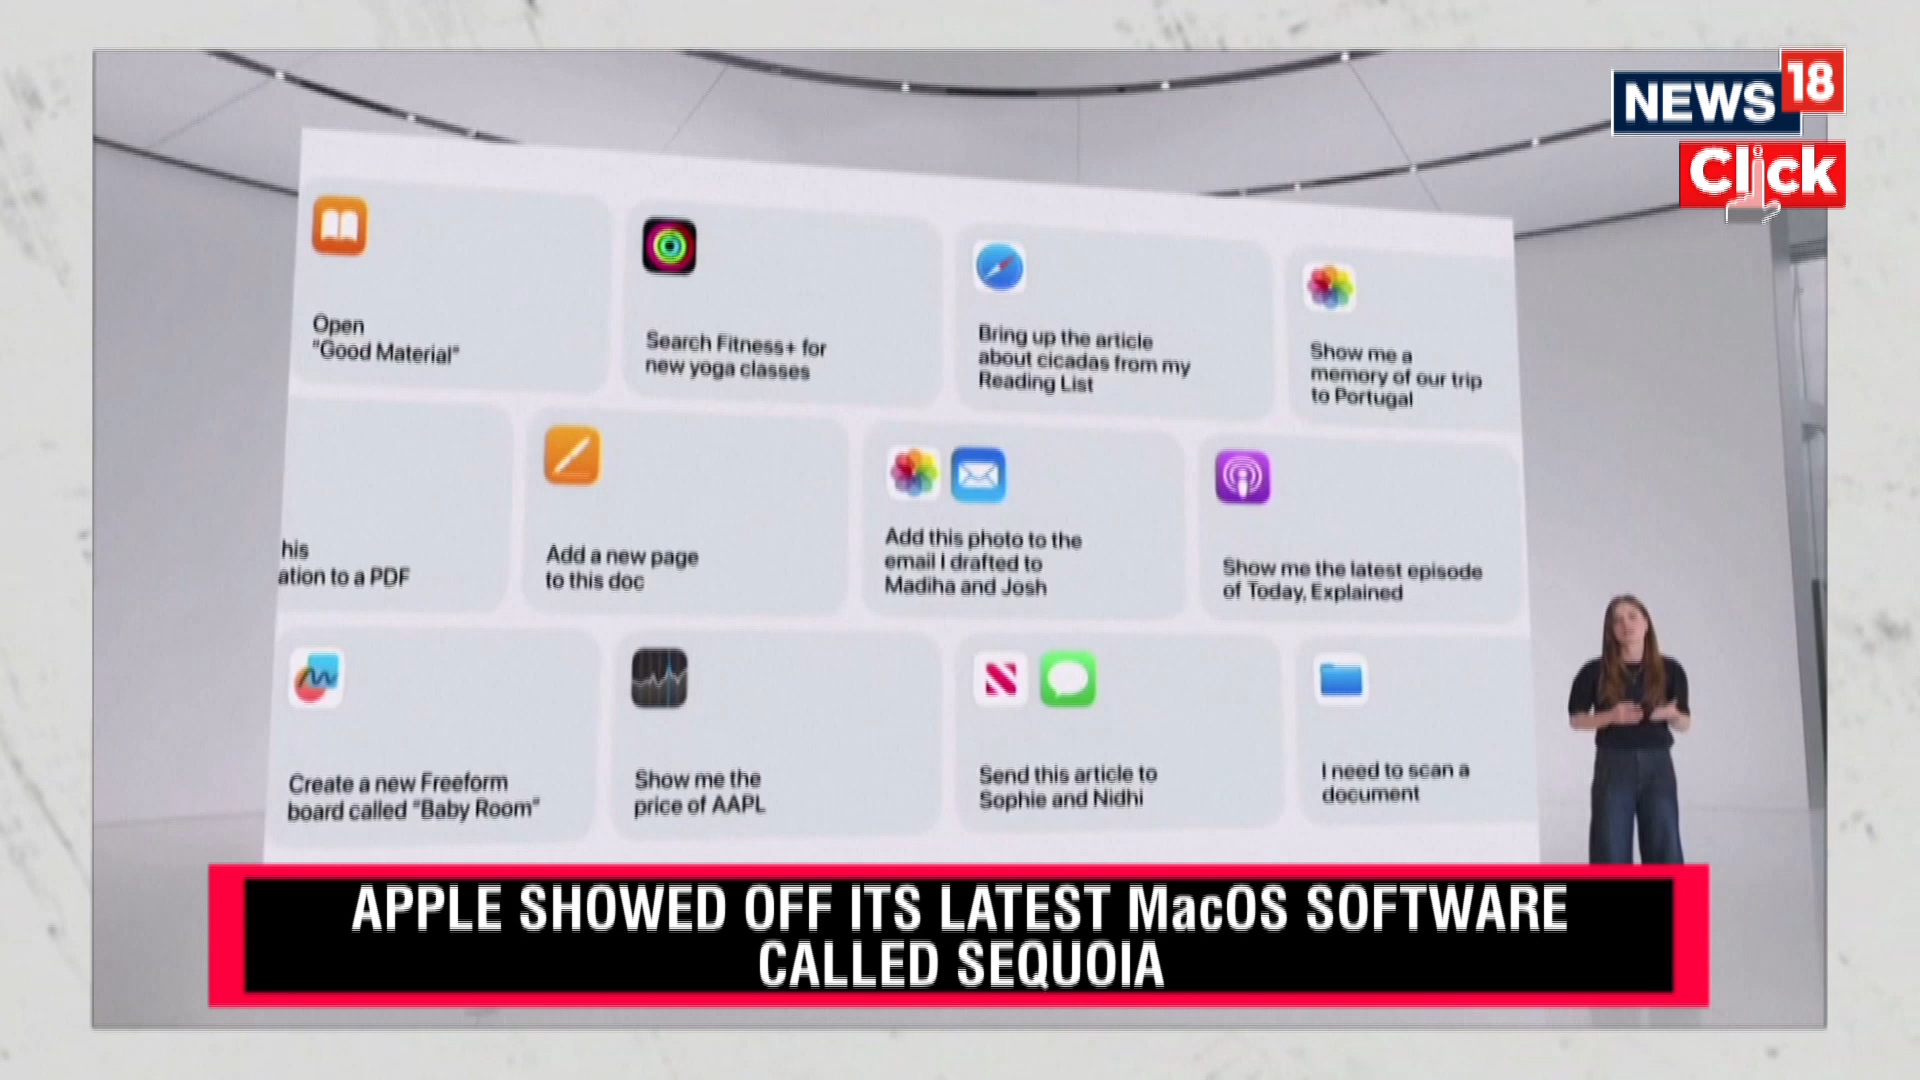 NEWS 18
Click
Open
"Good Material"
Search Fitness+ for
new yoga classes
Bring up the article
about cicadas from my
Reading List
Show me a
memory of our trip
to Portugal
his
ation to a PDF
Add a new page
to this doc
Add this photo to the
email I drafted to
Madiha and Josh
Show me the latest episode
of Today, Explained
Create a new Freeform
board called "Baby Room"
Show me the
price of AAPL
Send this article to
Sophie and Nidhi
I need to scan a
document
APPLE SHOWED OFF ITS LATEST MacOS SOFTWARE
CALLED SEQUOIA